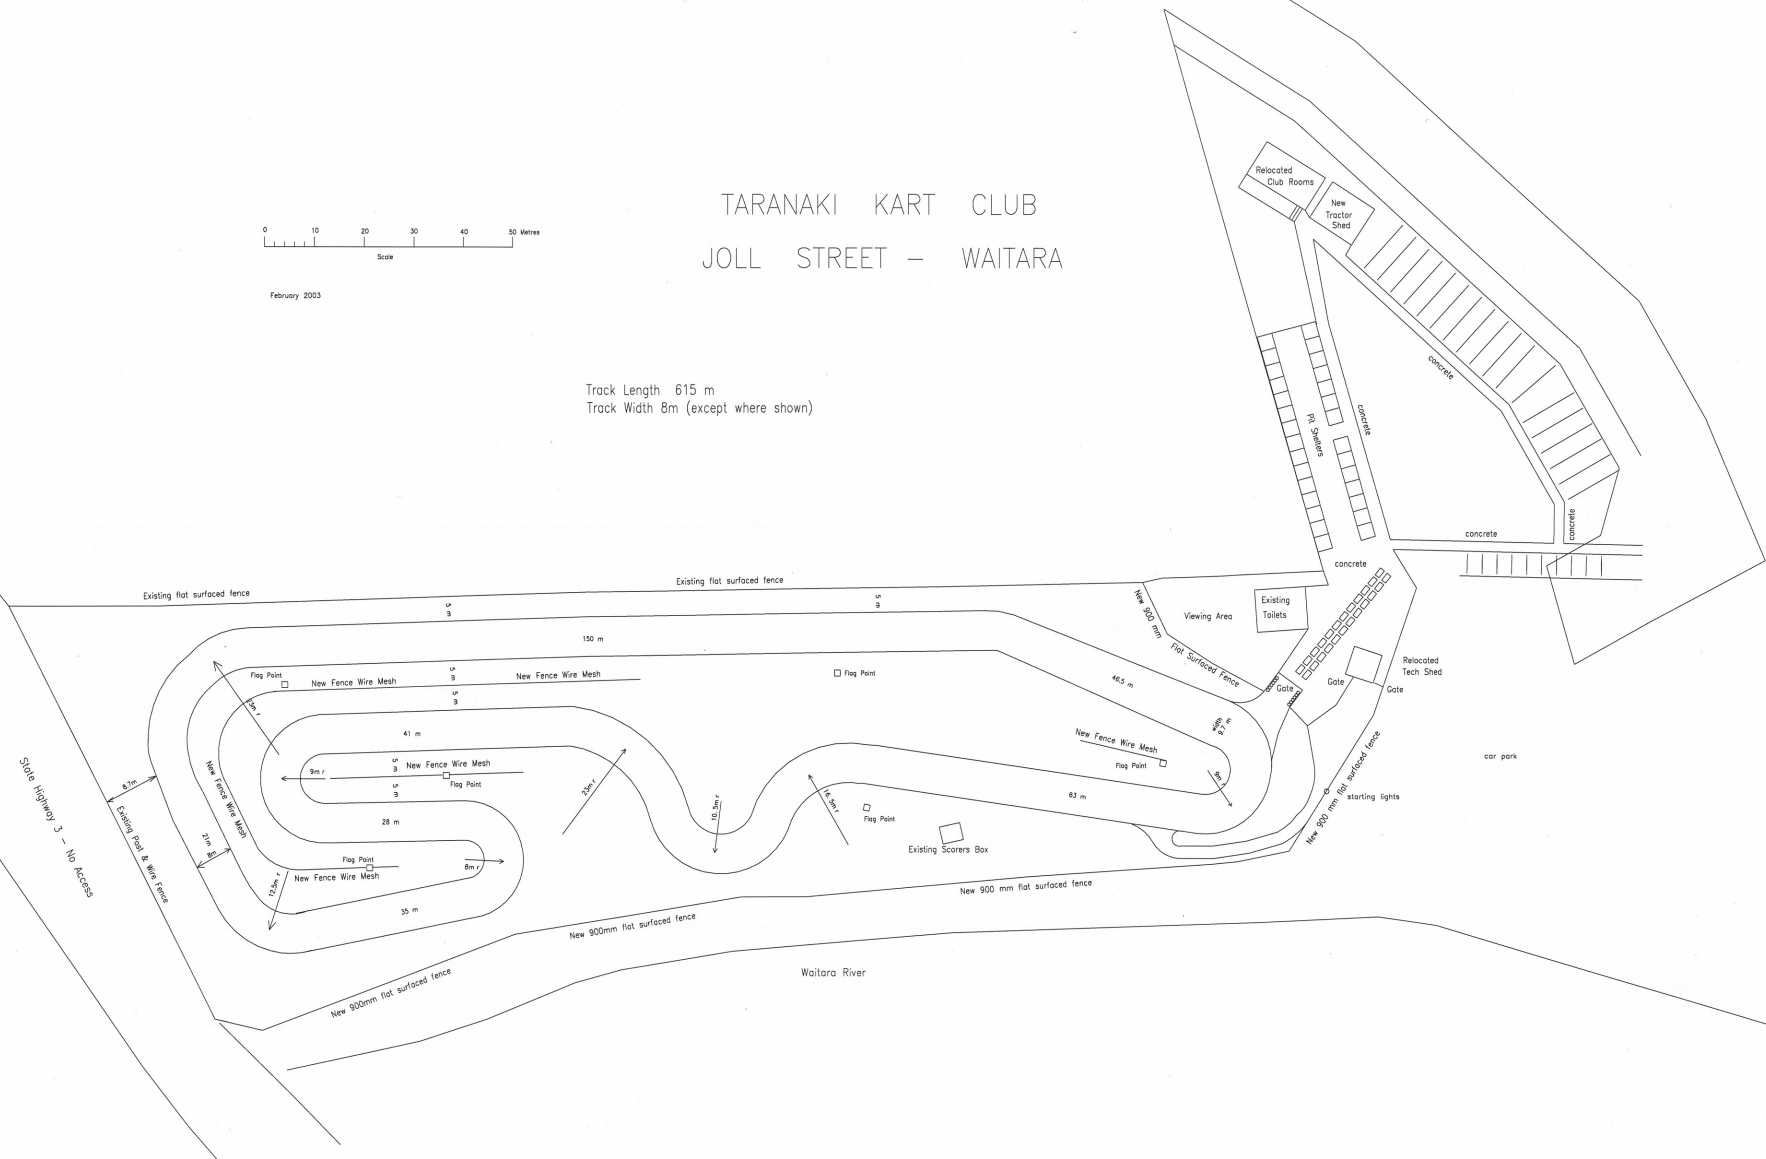 TARANAKI KART CLUB
JOLL STREET – WAITARA
0 10 20 30 40 50 Metres
Scale
February 2003
Track Length 615 m
Track Width 8m (except where shown)
Relocated
Club Rooms
New
Tractor
Shed
concrete
concrete
Pit Shelters
concrete
concrete
concrete
Existing flat surfaced fence
Existing flat surfaced fence
5 m
5 m
150 m
New 900 mm
Flat Surfaced Fence
Viewing Area
Existing
Toilets
Relocated
Tech Shed
Gate
Gate
Gate
46.5 m
width
9.7 m
Flag Point
New Fence Wire Mesh
New Fence Wire Mesh
5 m
5 m
Flag Point
41 m
New Fence Wire Mesh
Flag Point
9m r
5 m
5 m
23m r
New Fence Wire Mesh
Flag Point
9m r
63 m
car park
starting lights
New 900 mm flat surfaced fence
State Highway 3 – No Access
Existing Post & Wire Fence
New Fence Wire Mesh
21m
28 m
Flag Point
New Fence Wire Mesh
8m r
12.5m r
35 m
10.5m r
16.5m r
Flag Point
Existing Scorers Box
New 900 mm flat surfaced fence
New 900mm flat surfaced fence
New 900mm flat surfaced fence
Waitara River